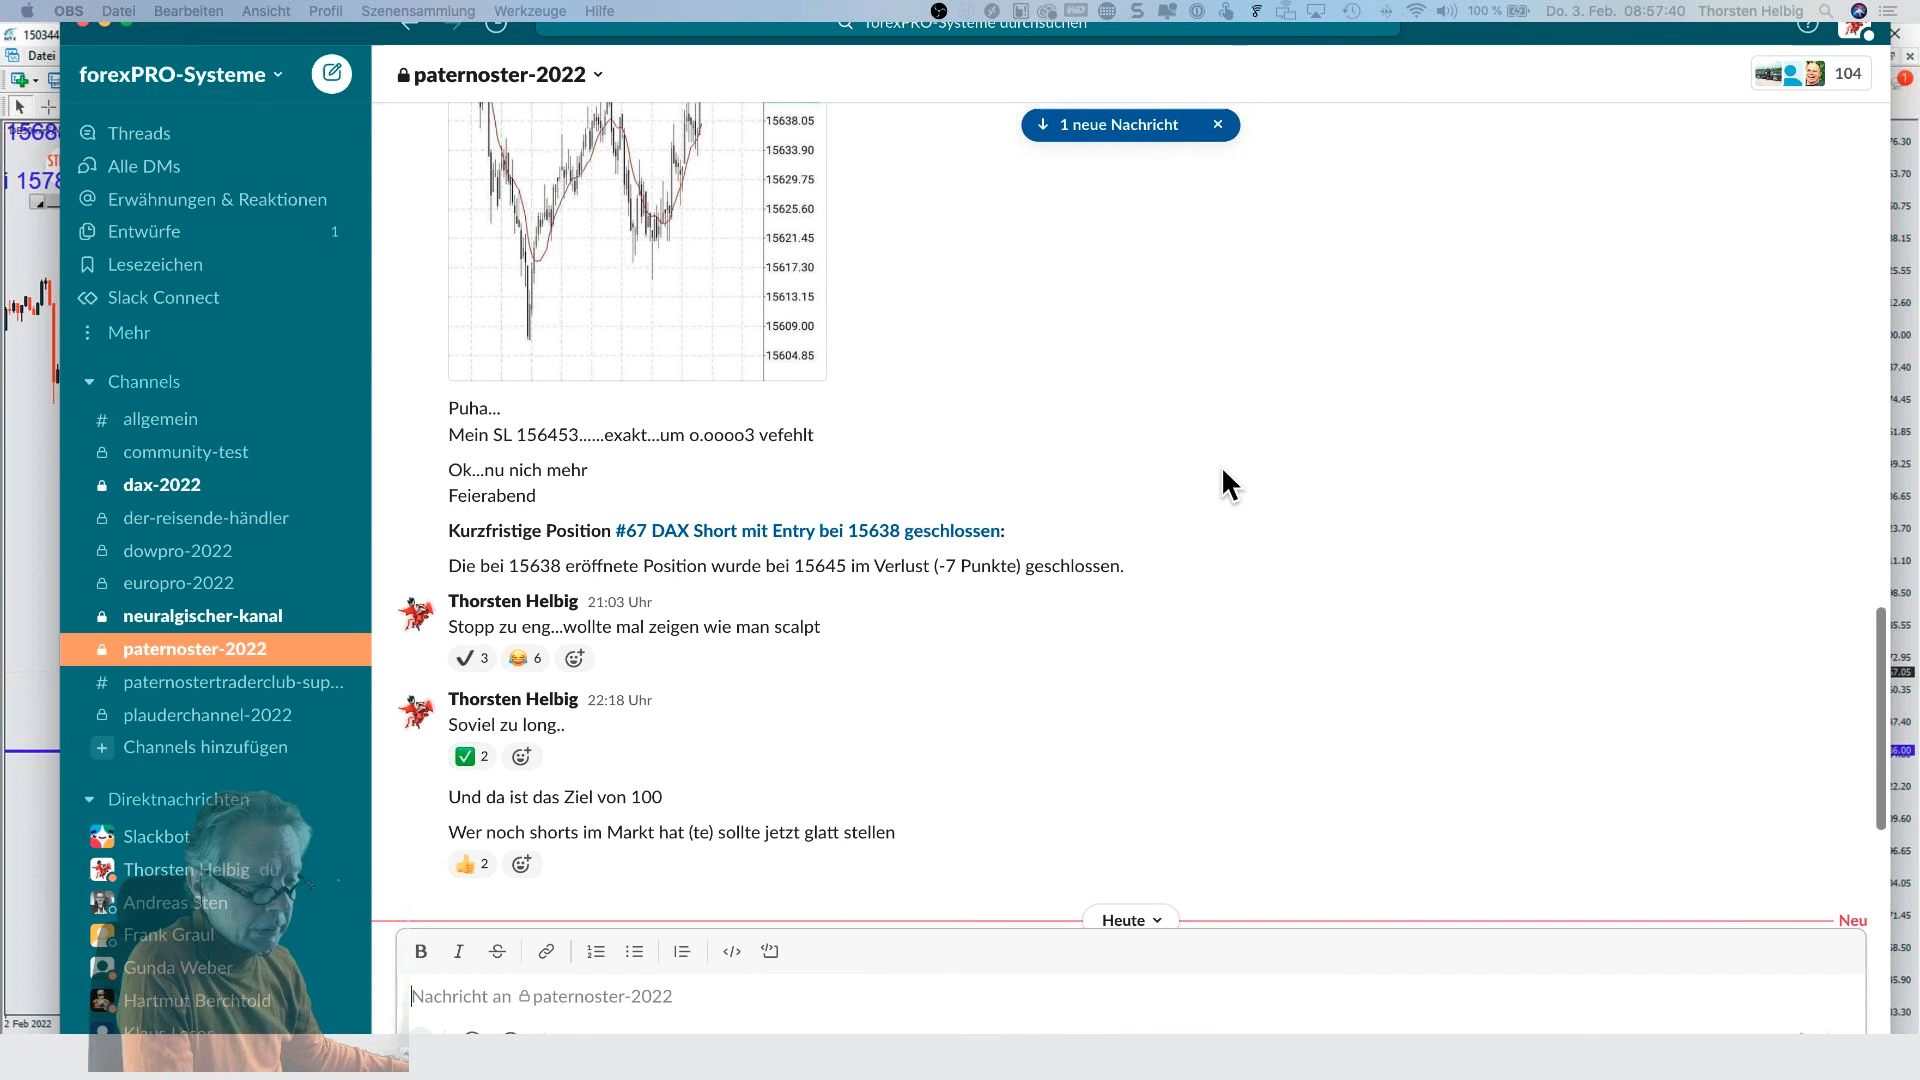 OBS Datei Bearbeiten Ansicht Profil Szenensammlung Werkzeuge Hilfe
100 % Do. 3. Feb. 08:57:40 Thorsten Helbig
forexPRO-Systeme durchsuchen
150344
Datei
forexPRO-Systeme
paternoster-2022
104
1 neue Nachricht
Threads
Alle DMs
Erwähnungen & Reaktionen
Entwürfe 1
Lesezeichen
Slack Connect
Mehr
Channels
allgemein
community-test
dax-2022
der-reisende-händler
dowpro-2022
europro-2022
neuralgischer-kanal
paternoster-2022
paternostertraderclub-sup...
plauderchannel-2022
Channels hinzufügen
Direktnachrichten
Slackbot
Thorsten Helbig du
Andreas Sten
Frank Graul
Gunda Weber
Hartmut Berchtold
2 Feb 2022
15638.05
15633.90
15629.75
15625.60
15621.45
15617.30
15613.15
15609.00
15604.85
Puha...
Mein SL 156453......exakt...um o.oooo3 vefehlt
Ok...nu nich mehr
Feierabend
Kurzfristige Position #67 DAX Short mit Entry bei 15638 geschlossen:
Die bei 15638 eröffnete Position wurde bei 15645 im Verlust (-7 Punkte) geschlossen.
Thorsten Helbig 21:03 Uhr
Stopp zu eng...wollte mal zeigen wie man scalpt
3 6
Thorsten Helbig 22:18 Uhr
Soviel zu long..
2
Und da ist das Ziel von 100
Wer noch shorts im Markt hat (te) sollte jetzt glatt stellen
2
Heute
Neu
Nachricht an paternoster-2022